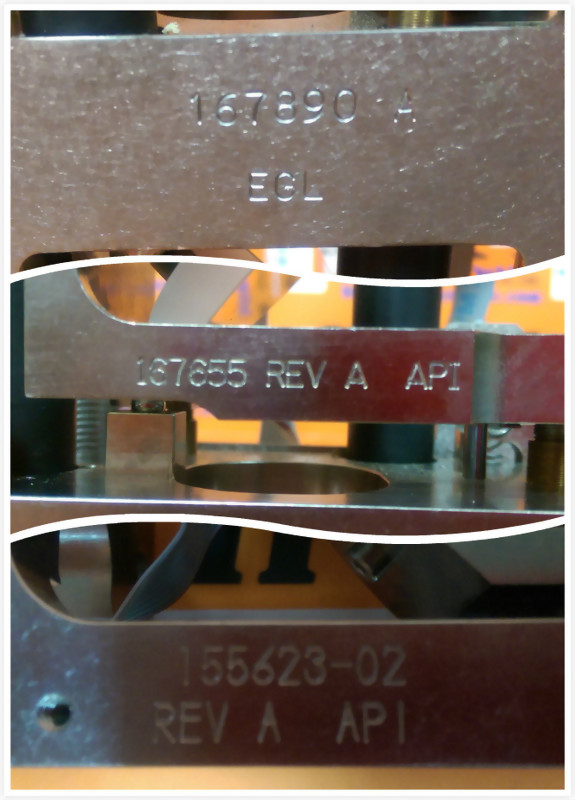 167890 A
EGL
167655 REV A API
155623-02
REV A API